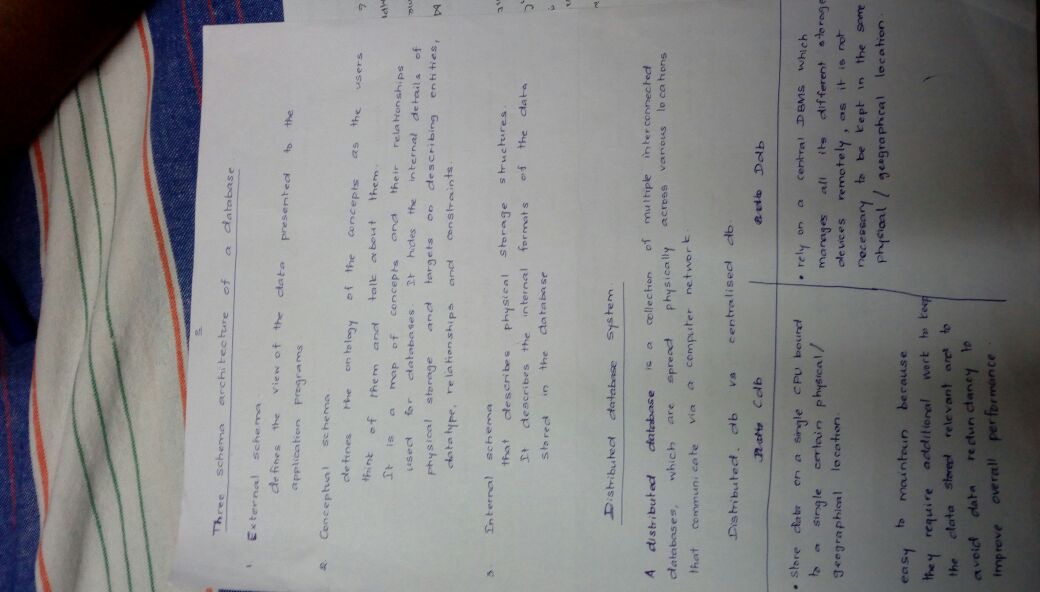 Three schema architecture of a database
1. External schema.
defines the view of the data presented to the
application programs
2. Conceptual schema.
defines the ontology of the concepts as the users
think of them and talk about them.
It is a map of concepts and their relationships
used for databases. It hides the internal details of
physical storage and targets on describing entities,
datatype, relationships and constraints.
3. Internal schema
that describes physical storage structures.
It describes the internal formats of the data
stored in the database
Distributed database system.
A distributed database is a collection of multiple interconnected
databases, which are spread physically across various locations
that communicate via a computer network.
Distributed. db vs centralised db.
Cdb
• store data on a single CPU bound
to a single certain physical/
geographical location.
easy to maintain because
they require additional work to keep
the data stored relevant and to
avoid data redundancy to
improve overall performance.
Ddb
• rely on a central DBMS which
manages all its different storage
devices remotely, as it is not
necessary to be kept in the same
physical / geographical location.